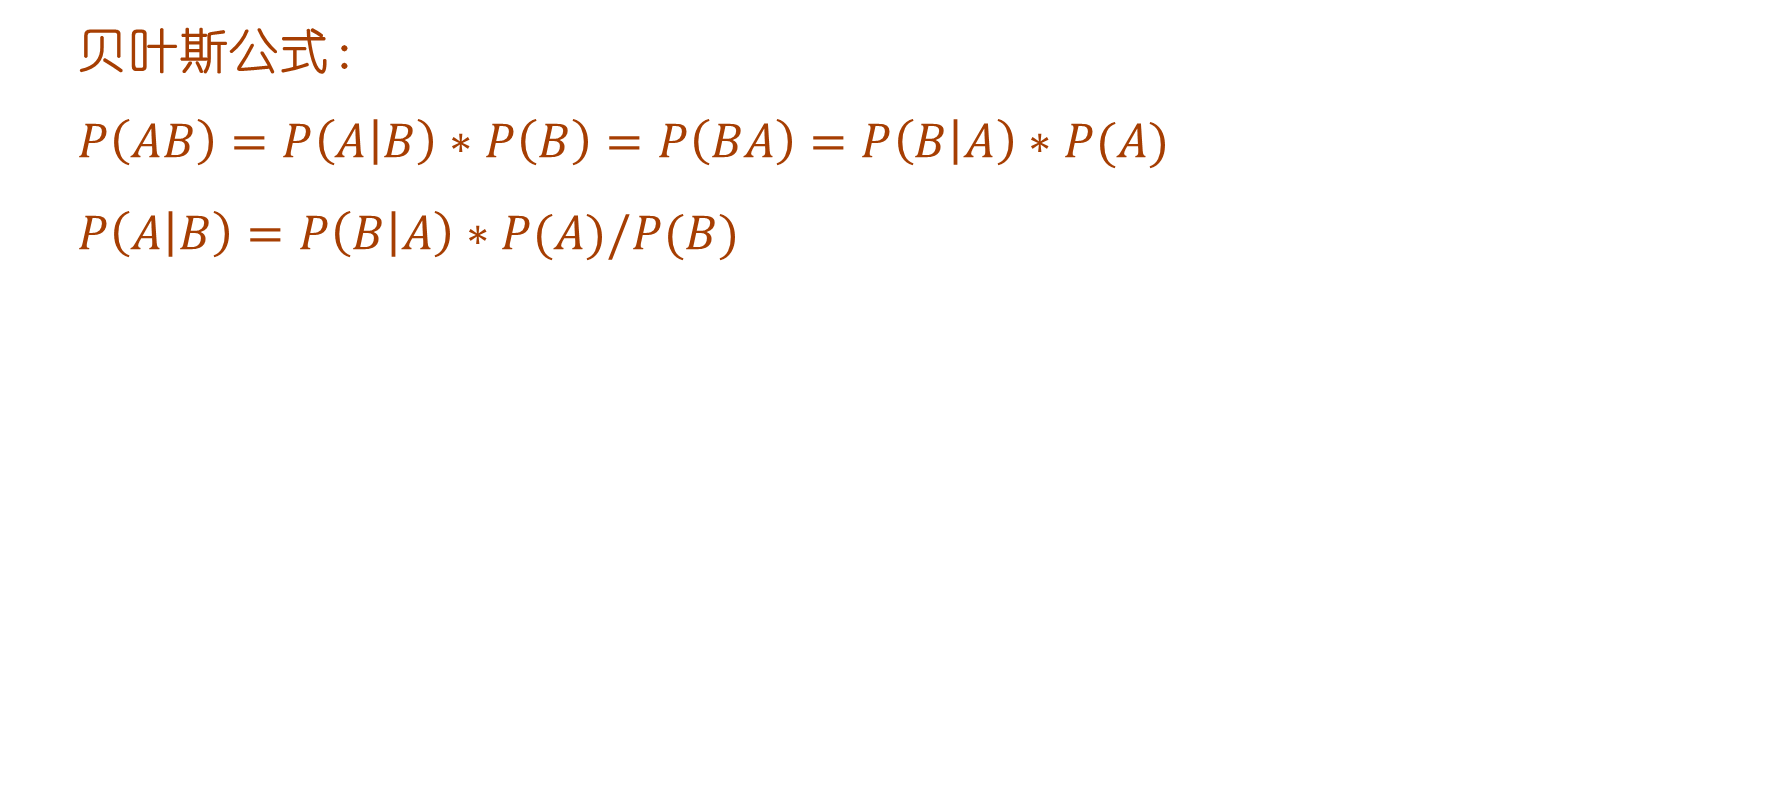 贝叶斯公式：
P(AB) = P(A|B) ∗ P(B) = P(BA) = P(B|A) ∗ P(A)
P(A|B) = P(B|A) ∗ P(A)/P(B)